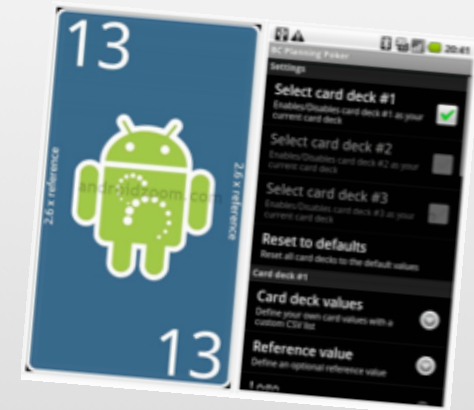 13
2.6 x reference
androidzoom.com
2.6 x reference
13
20:41
BC Planning Poker
Settings
Select card deck #1
Enables/Disables card deck #1 as your
current card deck
Select card deck #2
Enables/Disables card deck #2 as your
current card deck
Select card deck #3
Enables/Disables card deck #3 as your
current card deck
Reset to defaults
Reset all card decks to the default values
Card deck #1
Card deck values
Define your own card values with a
custom CSV list
Reference value
Define an optional reference value